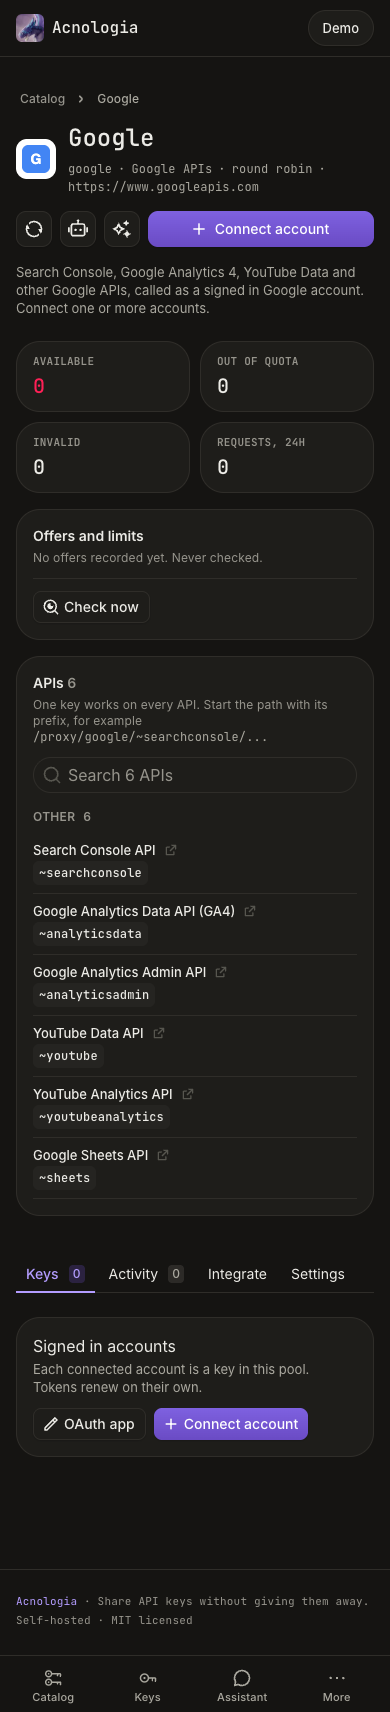 Acnologia
Demo
Catalog > Google
G
Google
google · Google APIs · round robin ·
https://www.googleapis.com
Connect account
Search Console, Google Analytics 4, YouTube Data and
other Google APIs, called as a signed in Google account.
Connect one or more accounts.
AVAILABLE
0
OUT OF QUOTA
0
INVALID
0
REQUESTS, 24H
0
Offers and limits
No offers recorded yet. Never checked.
Check now
APIs 6
One key works on every API. Start the path with its
prefix, for example
/proxy/google/~searchconsole/...
Search 6 APIs
OTHER 6
Search Console API
~searchconsole
Google Analytics Data API (GA4)
~analyticsdata
Google Analytics Admin API
~analyticsadmin
YouTube Data API
~youtube
YouTube Analytics API
~youtubeanalytics
Google Sheets API
~sheets
Keys 0 Activity 0 Integrate Settings
Signed in accounts
Each connected account is a key in this pool.
Tokens renew on their own.
OAuth app
Connect account
Acnologia · Share API keys without giving them away.
Self-hosted · MIT licensed
Catalog Keys Assistant More